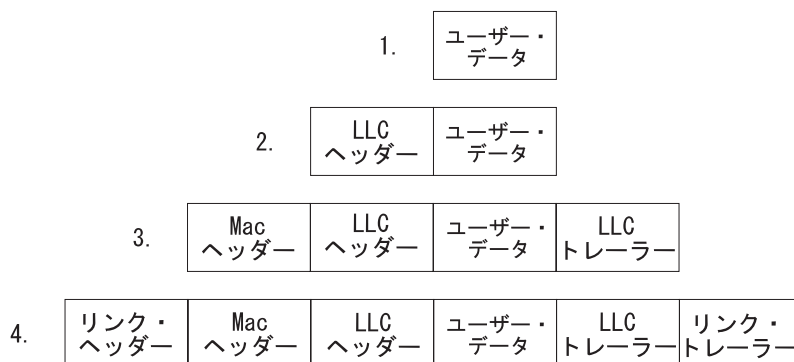 1. ユーザー・
データ
2. LLC
ヘッダー
ユーザー・
データ
3. Mac
ヘッダー
LLC
ヘッダー
ユーザー・
データ
LLC
トレーラー
4. リンク・
ヘッダー
Mac
ヘッダー
LLC
ヘッダー
ユーザー・
データ
LLC
トレーラー
リンク・
トレーラー